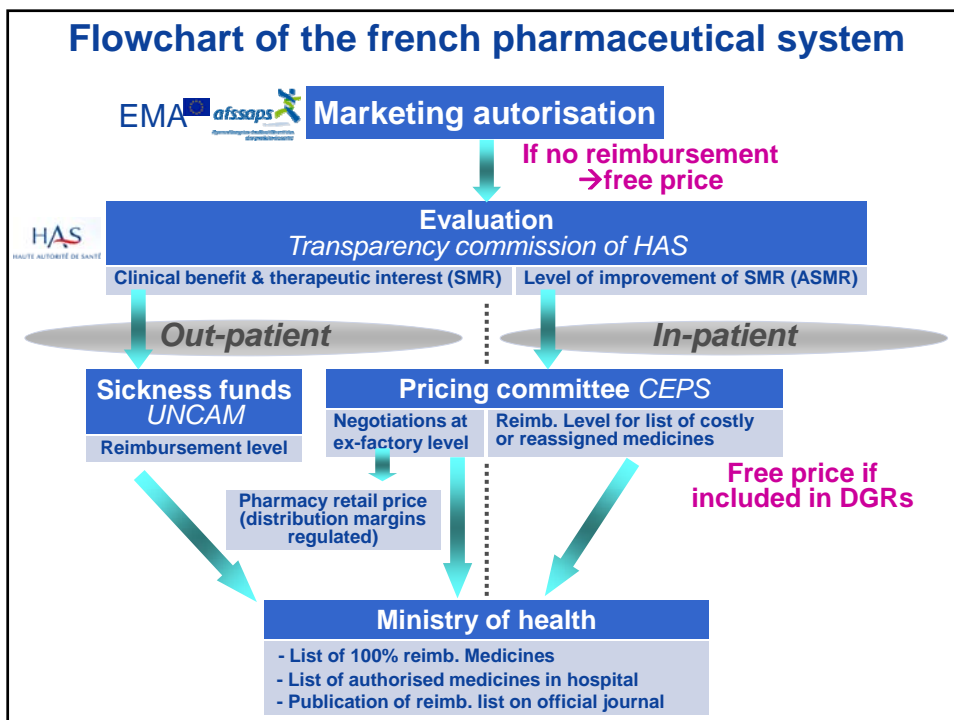 Flowchart of the french pharmaceutical system
EMA
afssaps
Marketing autorisation
If no reimbursement
→free price
HAS
HAUTE AUTORITÉ DE SANTÉ
Evaluation
Transparency commission of HAS
Clinical benefit & therapeutic interest (SMR)
Level of improvement of SMR (ASMR)
Out-patient
In-patient
Sickness funds
UNCAM
Reimbursement level
Pricing committee CEPS
Negotiations at
ex-factory level
Reimb. Level for list of costly
or reassigned medicines
Pharmacy retail price
(distribution margins
regulated)
Free price if
included in DGRs
Ministry of health
- List of 100% reimb. Medicines
- List of authorised medicines in hospital
- Publication of reimb. list on official journal